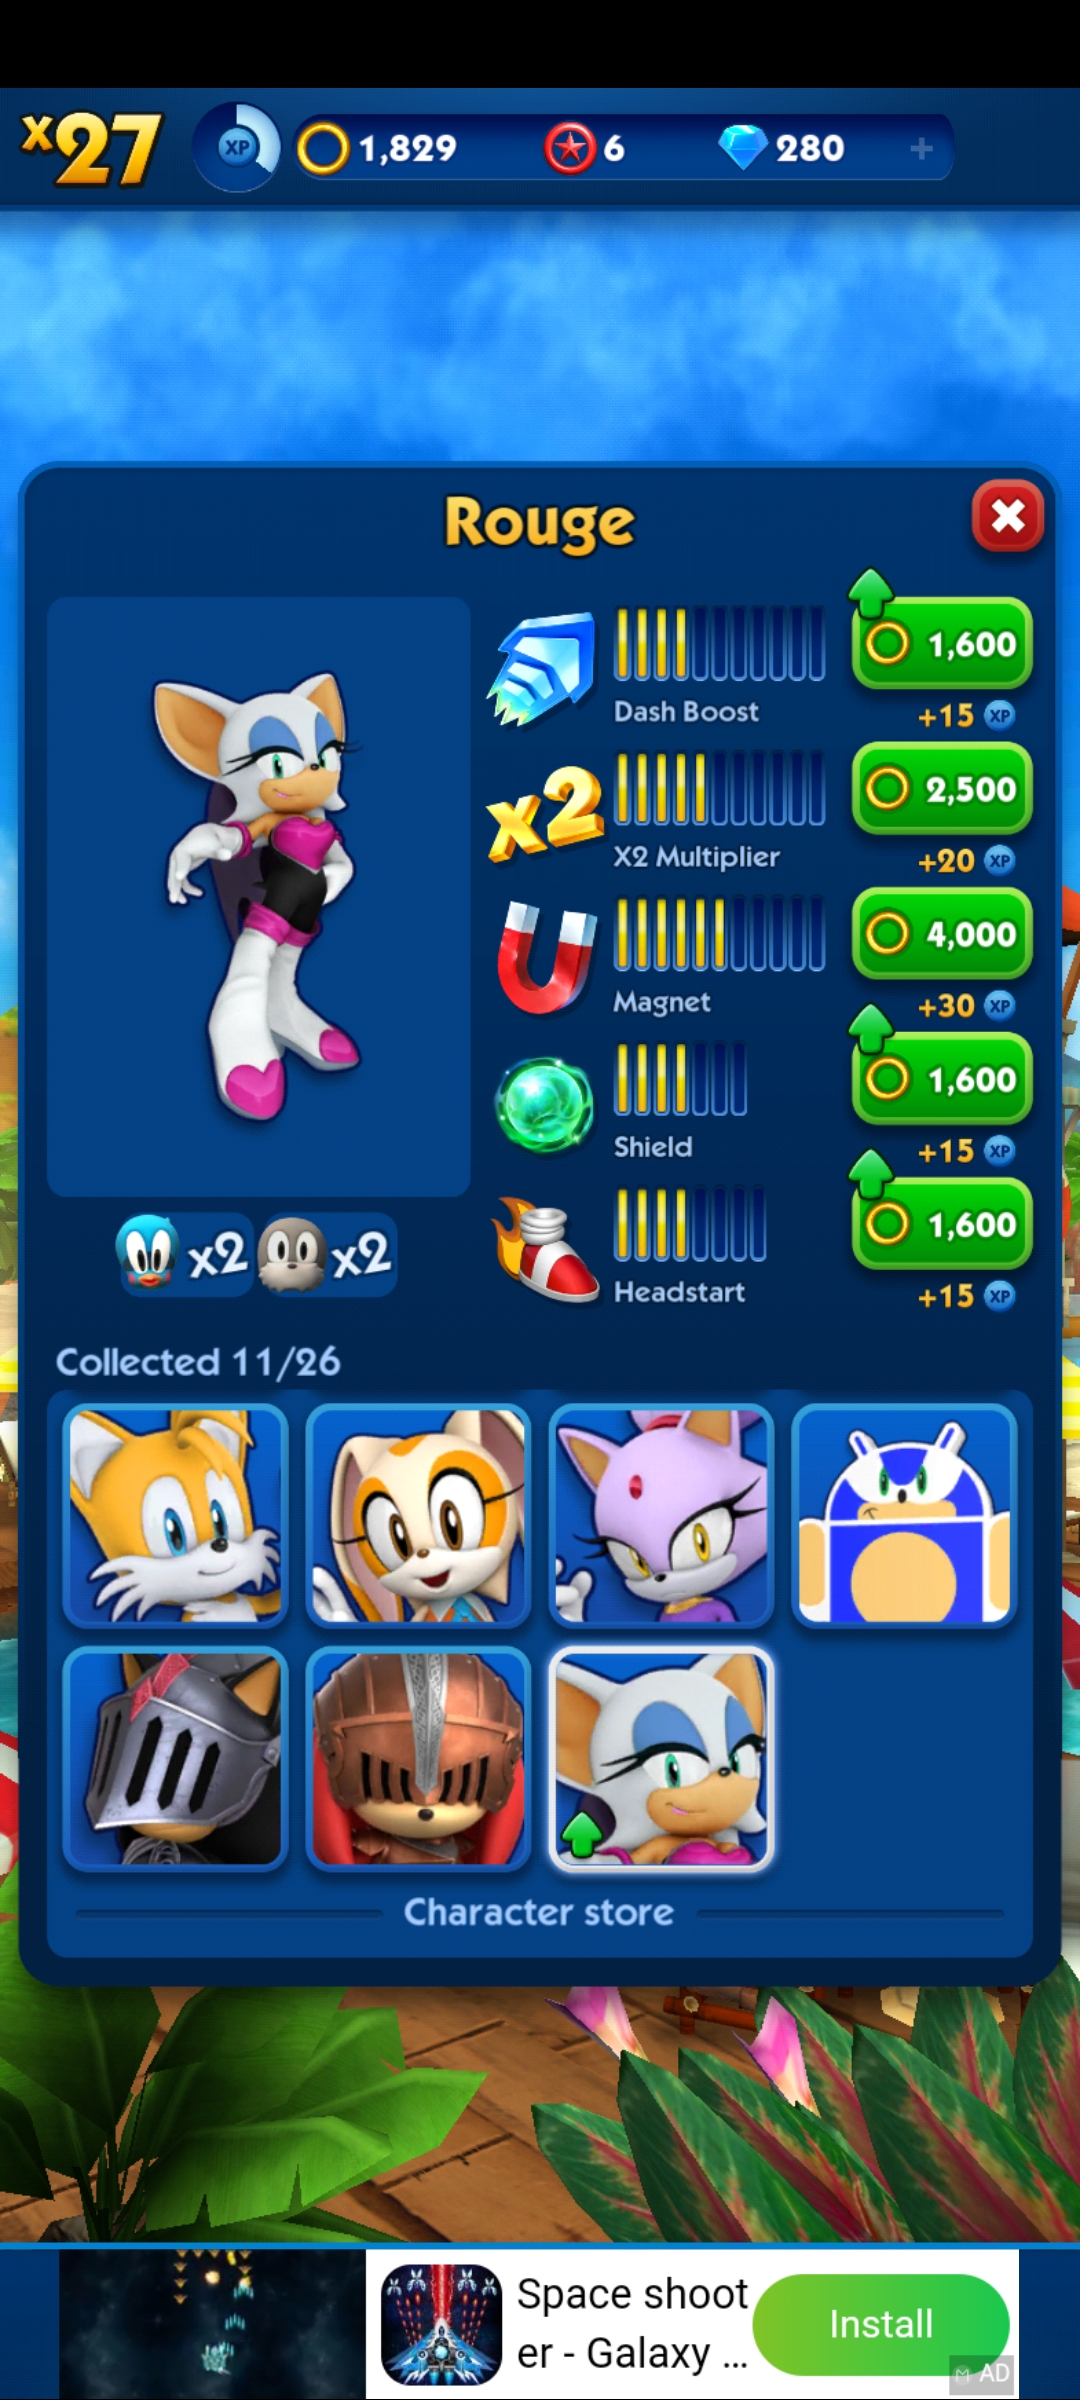 x27 XP 1,829 6 280 +
Rouge
1,600
Dash Boost
+15 XP
x2
2,500
X2 Multiplier
+20 XP
4,000
Magnet
+30 XP
1,600
Shield
+15 XP
x2 x2
1,600
Headstart
+15 XP
Collected 11/26
Character store
Space shoot
er - Galaxy ...
Install
AD